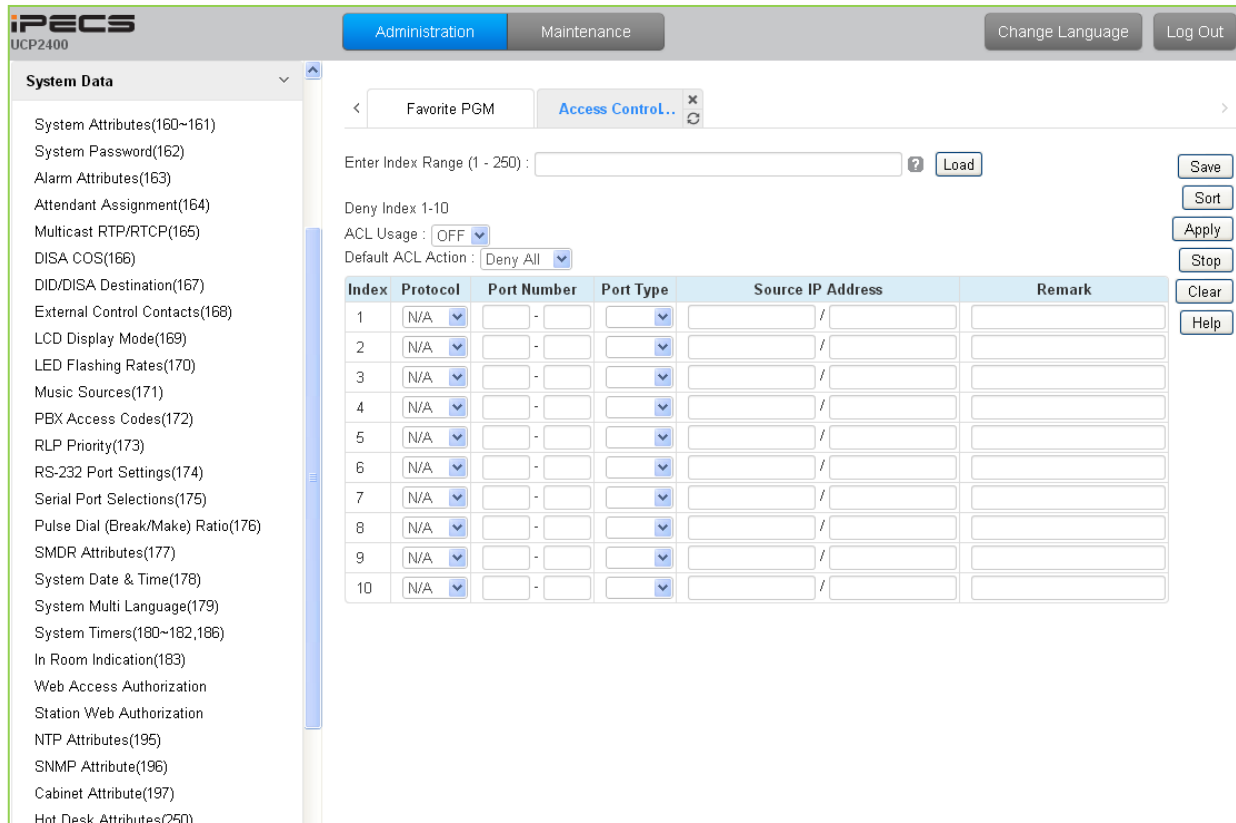 iPECS
UCP2400
Administration
Maintenance
Change Language
Log Out
System Data
System Attributes(160~161)
System Password(162)
Alarm Attributes(163)
Attendant Assignment(164)
Multicast RTP/RTCP(165)
DISA COS(166)
DID/DISA Destination(167)
External Control Contacts(168)
LCD Display Mode(169)
LED Flashing Rates(170)
Music Sources(171)
PBX Access Codes(172)
RLP Priority(173)
RS-232 Port Settings(174)
Serial Port Selections(175)
Pulse Dial (Break/Make) Ratio(176)
SMDR Attributes(177)
System Date & Time(178)
System Multi Language(179)
System Timers(180~182,186)
In Room Indication(183)
Web Access Authorization
Station Web Authorization
NTP Attributes(195)
SNMP Attribute(196)
Cabinet Attribute(197)
Hot Desk Attributes(250)
Favorite PGM
Access Control...
Enter Index Range (1 - 250) : ? Load
Deny Index 1-10
ACL Usage : OFF
Default ACL Action : Deny All
Index Protocol Port Number Port Type Source IP Address Remark
1 N/A - /
2 N/A - /
3 N/A - /
4 N/A - /
5 N/A - /
6 N/A - /
7 N/A - /
8 N/A - /
9 N/A - /
10 N/A - /
Save
Sort
Apply
Stop
Clear
Help